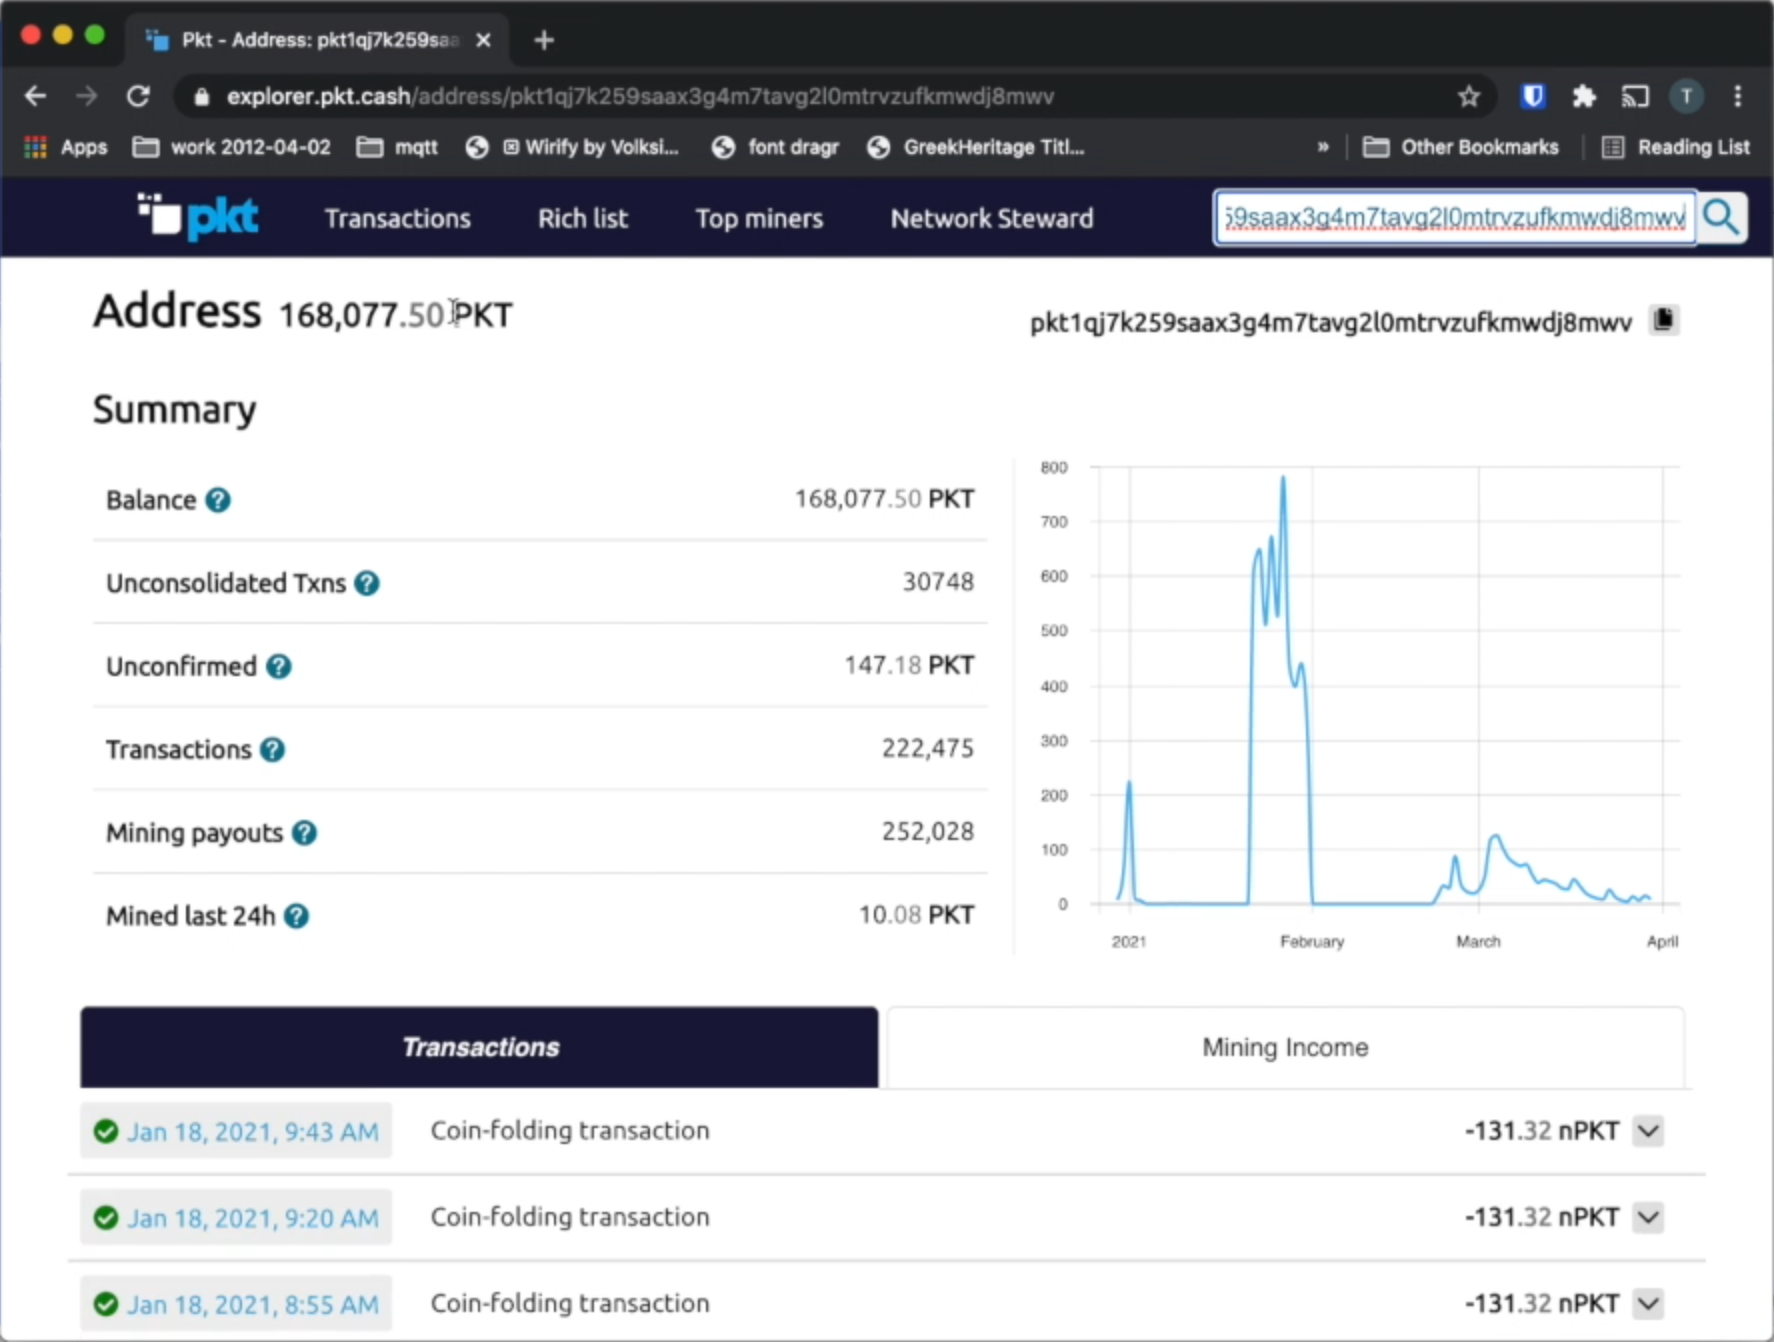 Pkt - Address: pkt1qj7k259saa
explorer.pkt.cash/address/pkt1qj7k259saax3g4m7tavg2l0mtrvzufkmwdj8mwv
T
Apps work 2012-04-02 mqtt Wirify by Volksi... font dragr GreekHeritage Titl... » Other Bookmarks Reading List
pkt Transactions Rich list Top miners Network Steward 59saax3g4m7tavg2l0mtrvzufkmwdj8mwv
Address 168,077.50 PKT
pkt1qj7k259saax3g4m7tavg2l0mtrvzufkmwdj8mwv
Summary
Balance ? 168,077.50 PKT
Unconsolidated Txns ? 30748
Unconfirmed ? 147.18 PKT
Transactions ? 222,475
Mining payouts ? 252,028
Mined last 24h ? 10.08 PKT
800
700
600
500
400
300
200
100
0
2021 February March April
Transactions Mining Income
Jan 18, 2021, 9:43 AM Coin-folding transaction -131.32 nPKT
Jan 18, 2021, 9:20 AM Coin-folding transaction -131.32 nPKT
Jan 18, 2021, 8:55 AM Coin-folding transaction -131.32 nPKT